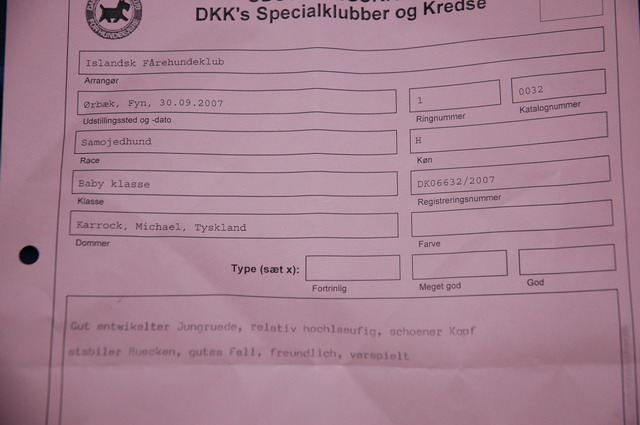 DKK's Specialklubber og Kredse
Islandsk Fårehundeklub
Arrangør
Ørbæk, Fyn, 30.09.2007
1
0032
Udstillingssted og -dato
Ringnummer
Katalognummer
Samojedhund
H
Race
Køn
Baby klasse
DK06632/2007
Klasse
Registreringsnummer
Karrock, Michael, Tyskland
Dommer
Farve
Type (sæt x):
Fortrinlig
Meget god
God
Gut entwikelter Jungruede, relativ hochlaeufig, schoener Kopf
stabiler Ruecken, gutes Fell, freundlich, verspielt